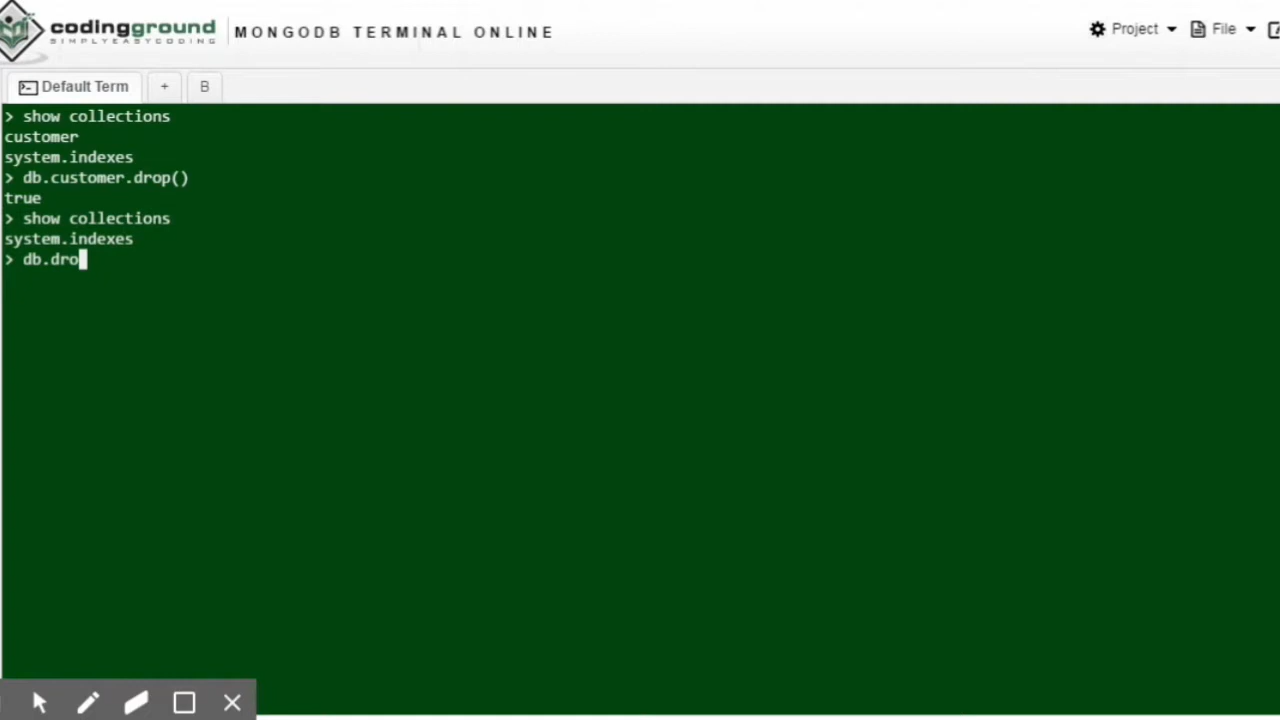 codingground
SIMPLYEASYCODING
MONGODB TERMINAL ONLINE
Project
File
Default Term
+
B
> show collections
customer
system.indexes
> db.customer.drop()
true
> show collections
system.indexes
> db.dro